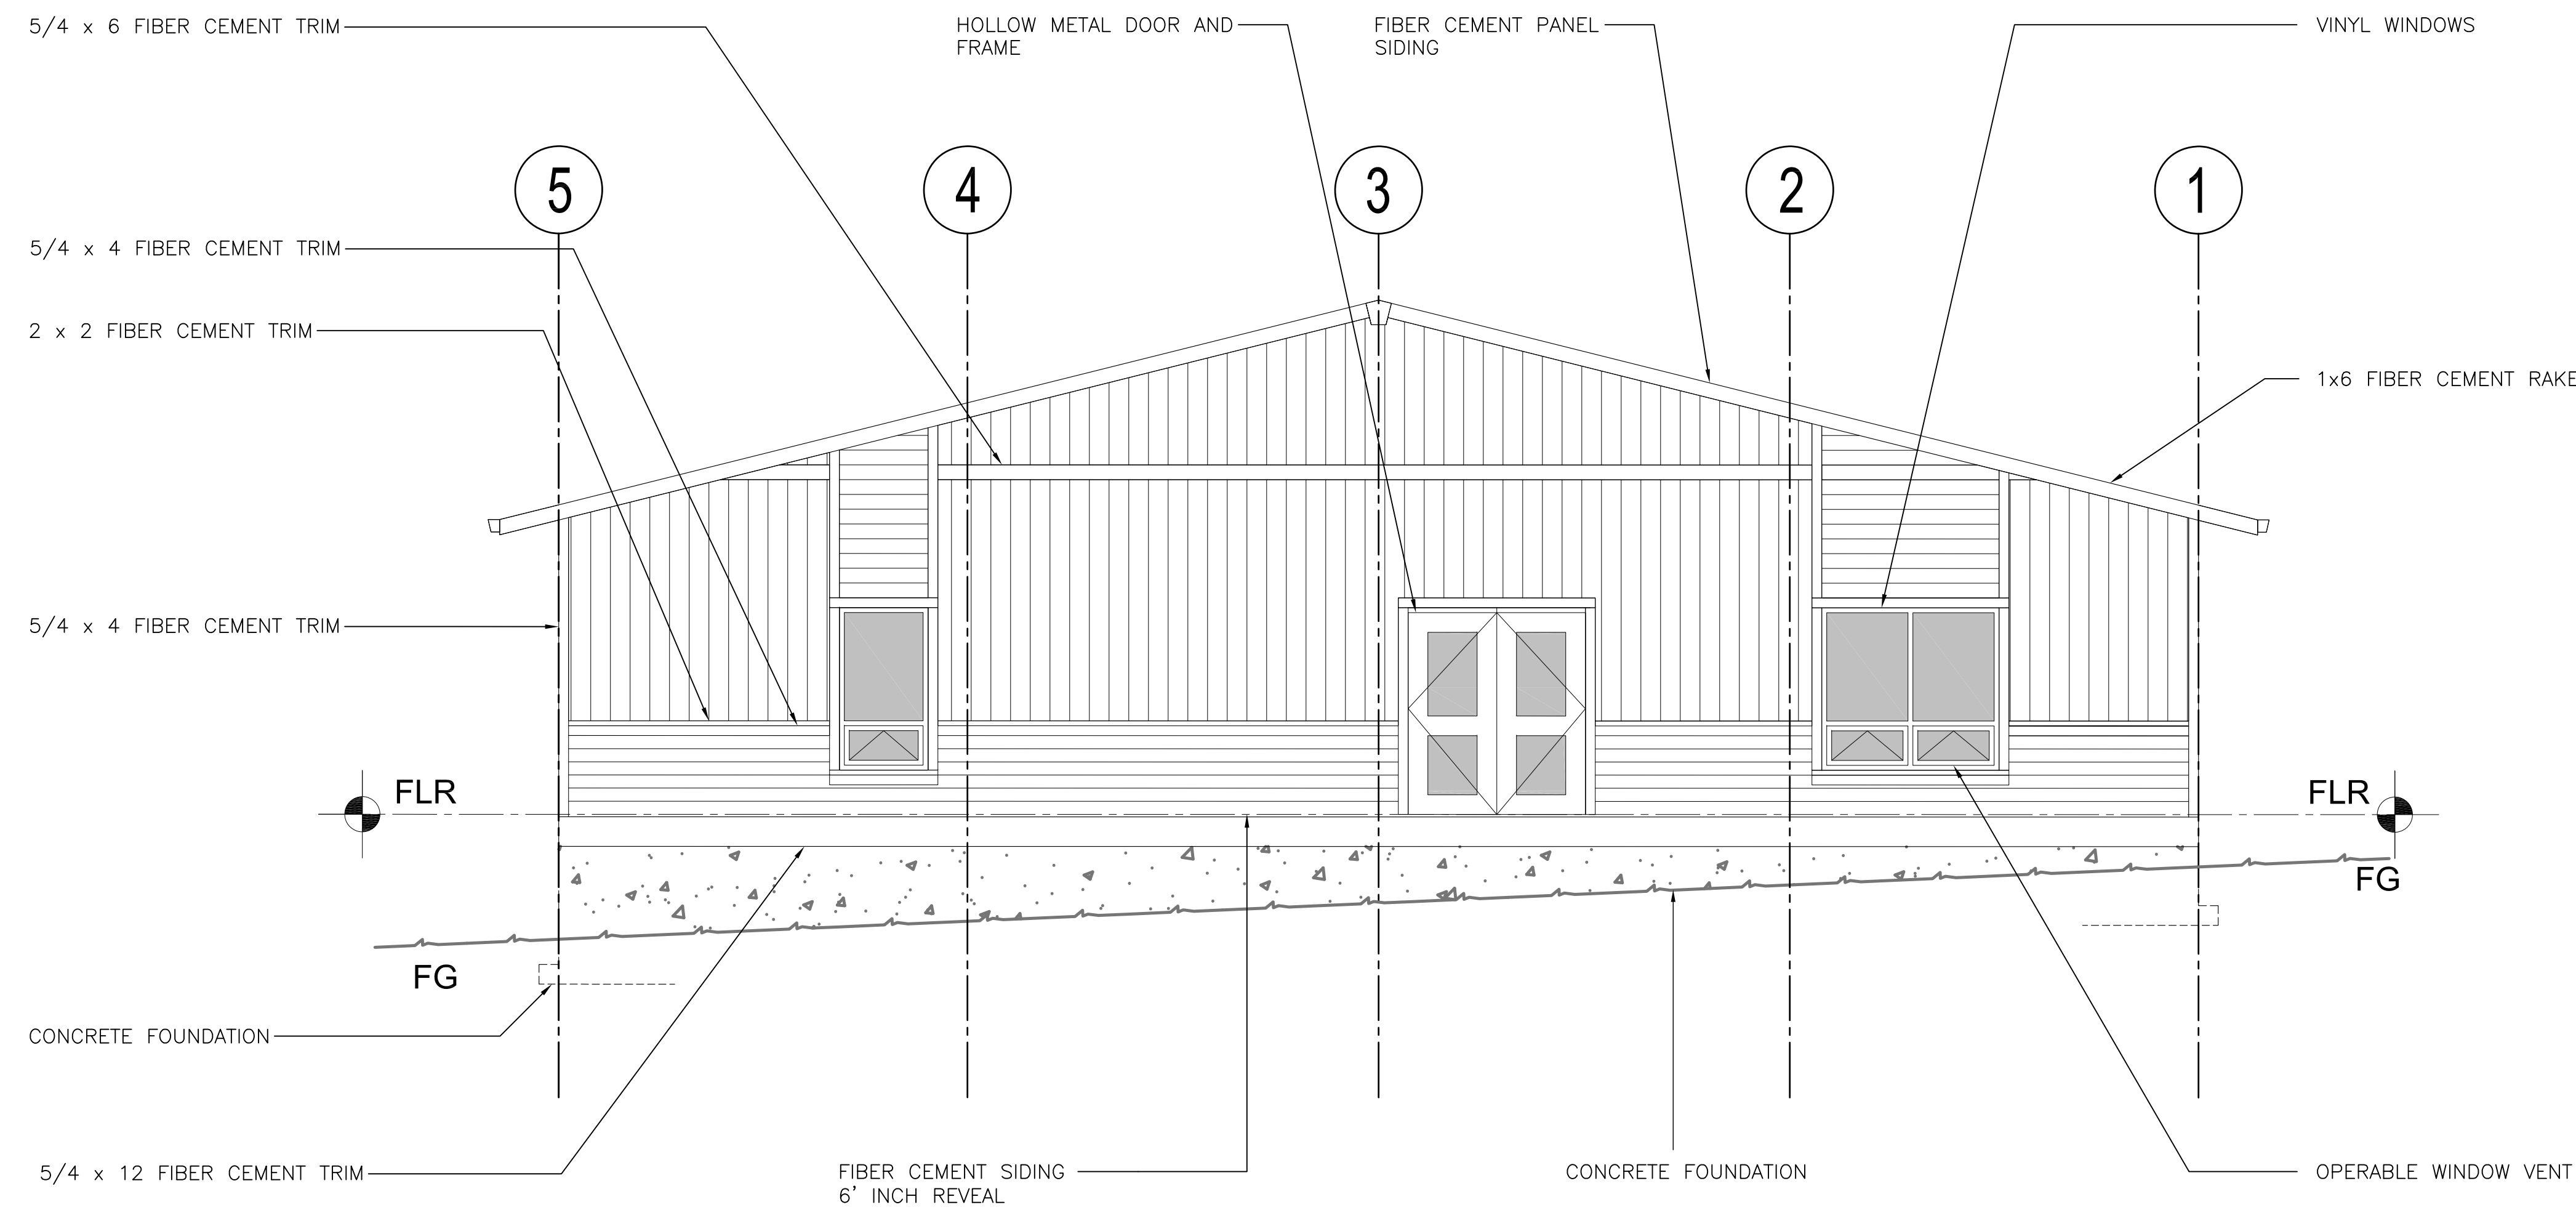 5/4 x 6 FIBER CEMENT TRIM
HOLLOW METAL DOOR AND
FRAME
FIBER CEMENT PANEL
SIDING
VINYL WINDOWS
5
4
3
2
1
5/4 x 4 FIBER CEMENT TRIM
2 x 2 FIBER CEMENT TRIM
1x6 FIBER CEMENT RAKE
5/4 x 4 FIBER CEMENT TRIM
FLR
FLR
FG
FG
CONCRETE FOUNDATION
5/4 x 12 FIBER CEMENT TRIM
FIBER CEMENT SIDING
6' INCH REVEAL
CONCRETE FOUNDATION
OPERABLE WINDOW VENT